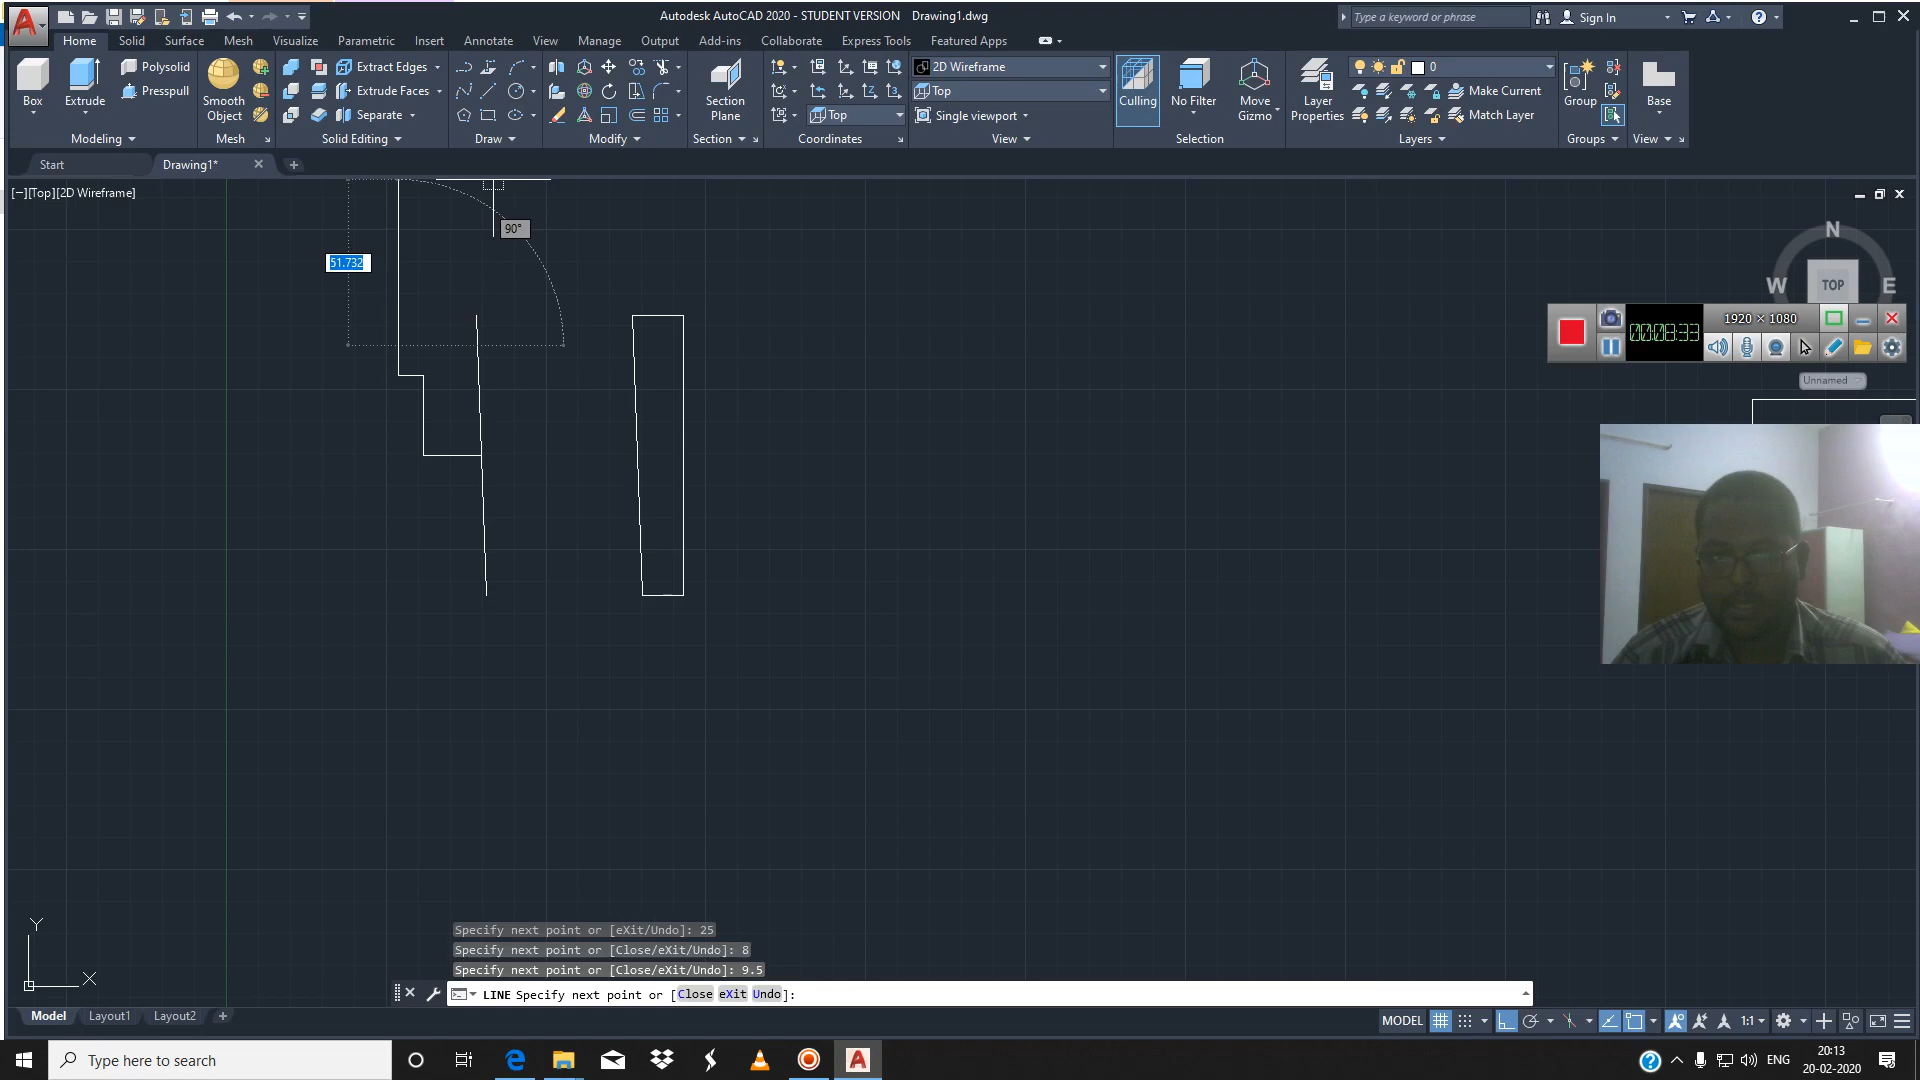 Autodesk AutoCAD 2020 - STUDENT VERSION Drawing1.dwg
Type a keyword or phrase
Sign In
Home Solid Surface Mesh Visualize Parametric Insert Annotate View Manage Output Add-ins Collaborate Express Tools Featured Apps
Box
Extrude
Polysolid
Presspull
Modeling
Smooth
Object
Mesh
Extract Edges
Extrude Faces
Separate
Solid Editing
Draw
Modify
Section
Plane
Section
Top
Coordinates
2D Wireframe
Top
Single viewport
View
Culling
No Filter
Move
Gizmo
Selection
Layer
Properties
0
Make Current
Match Layer
Layers
Group
Groups
Base
View
Start
Drawing1*
[−][Top][2D Wireframe]
90°
51.732
N
W
TOP
E
00:08:33
1920 × 1080
Unnamed
Y
X
Specify next point or [eXit/Undo]: 25
Specify next point or [Close/eXit/Undo]: 8
Specify next point or [Close/eXit/Undo]: 9.5
LINE Specify next point or [Close eXit Undo]:
Model Layout1 Layout2
MODEL
1:1
Type here to search
ENG
20:13
20-02-2020